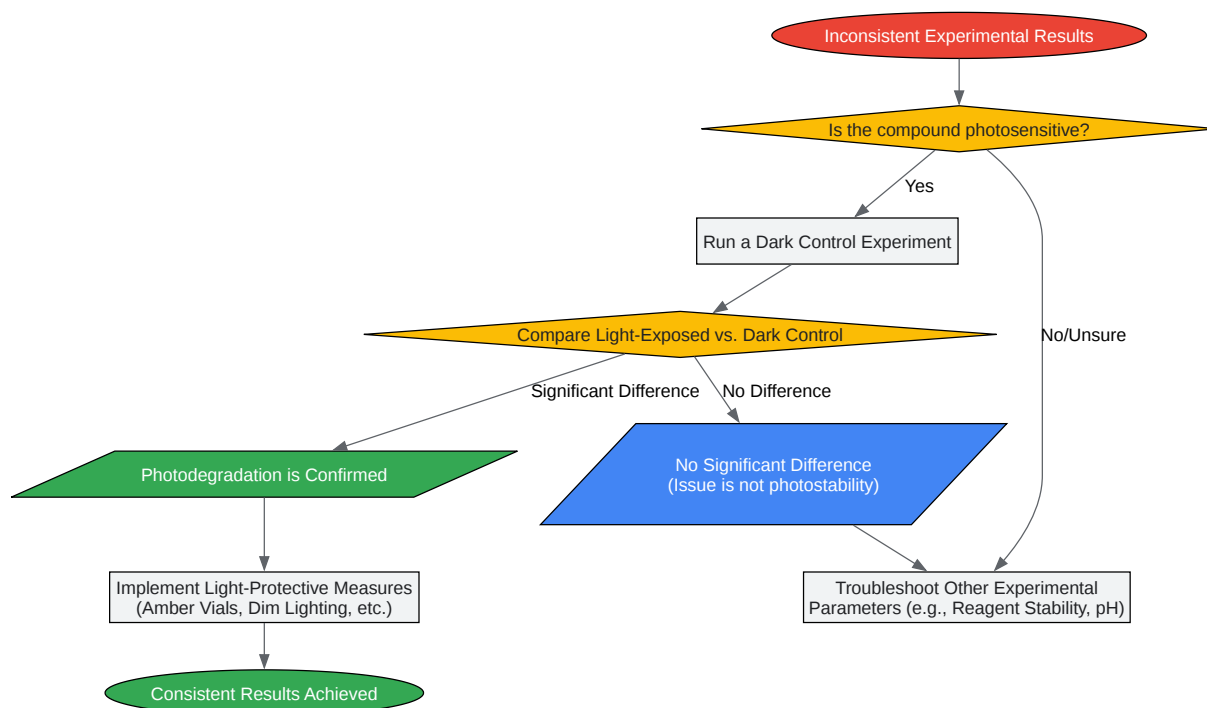 Inconsistent Experimental Results
Is the compound photosensitive?
Yes
Run a Dark Control Experiment
Compare Light-Exposed vs. Dark Control
No/Unsure
Significant Difference
No Difference
No Significant Difference
(Issue is not photostability)
Photodegradation is Confirmed
Implement Light-Protective Measures
(Amber Vials, Dim Lighting, etc.)
Troubleshoot Other Experimental
Parameters (e.g., Reagent Stability, pH)
Consistent Results Achieved